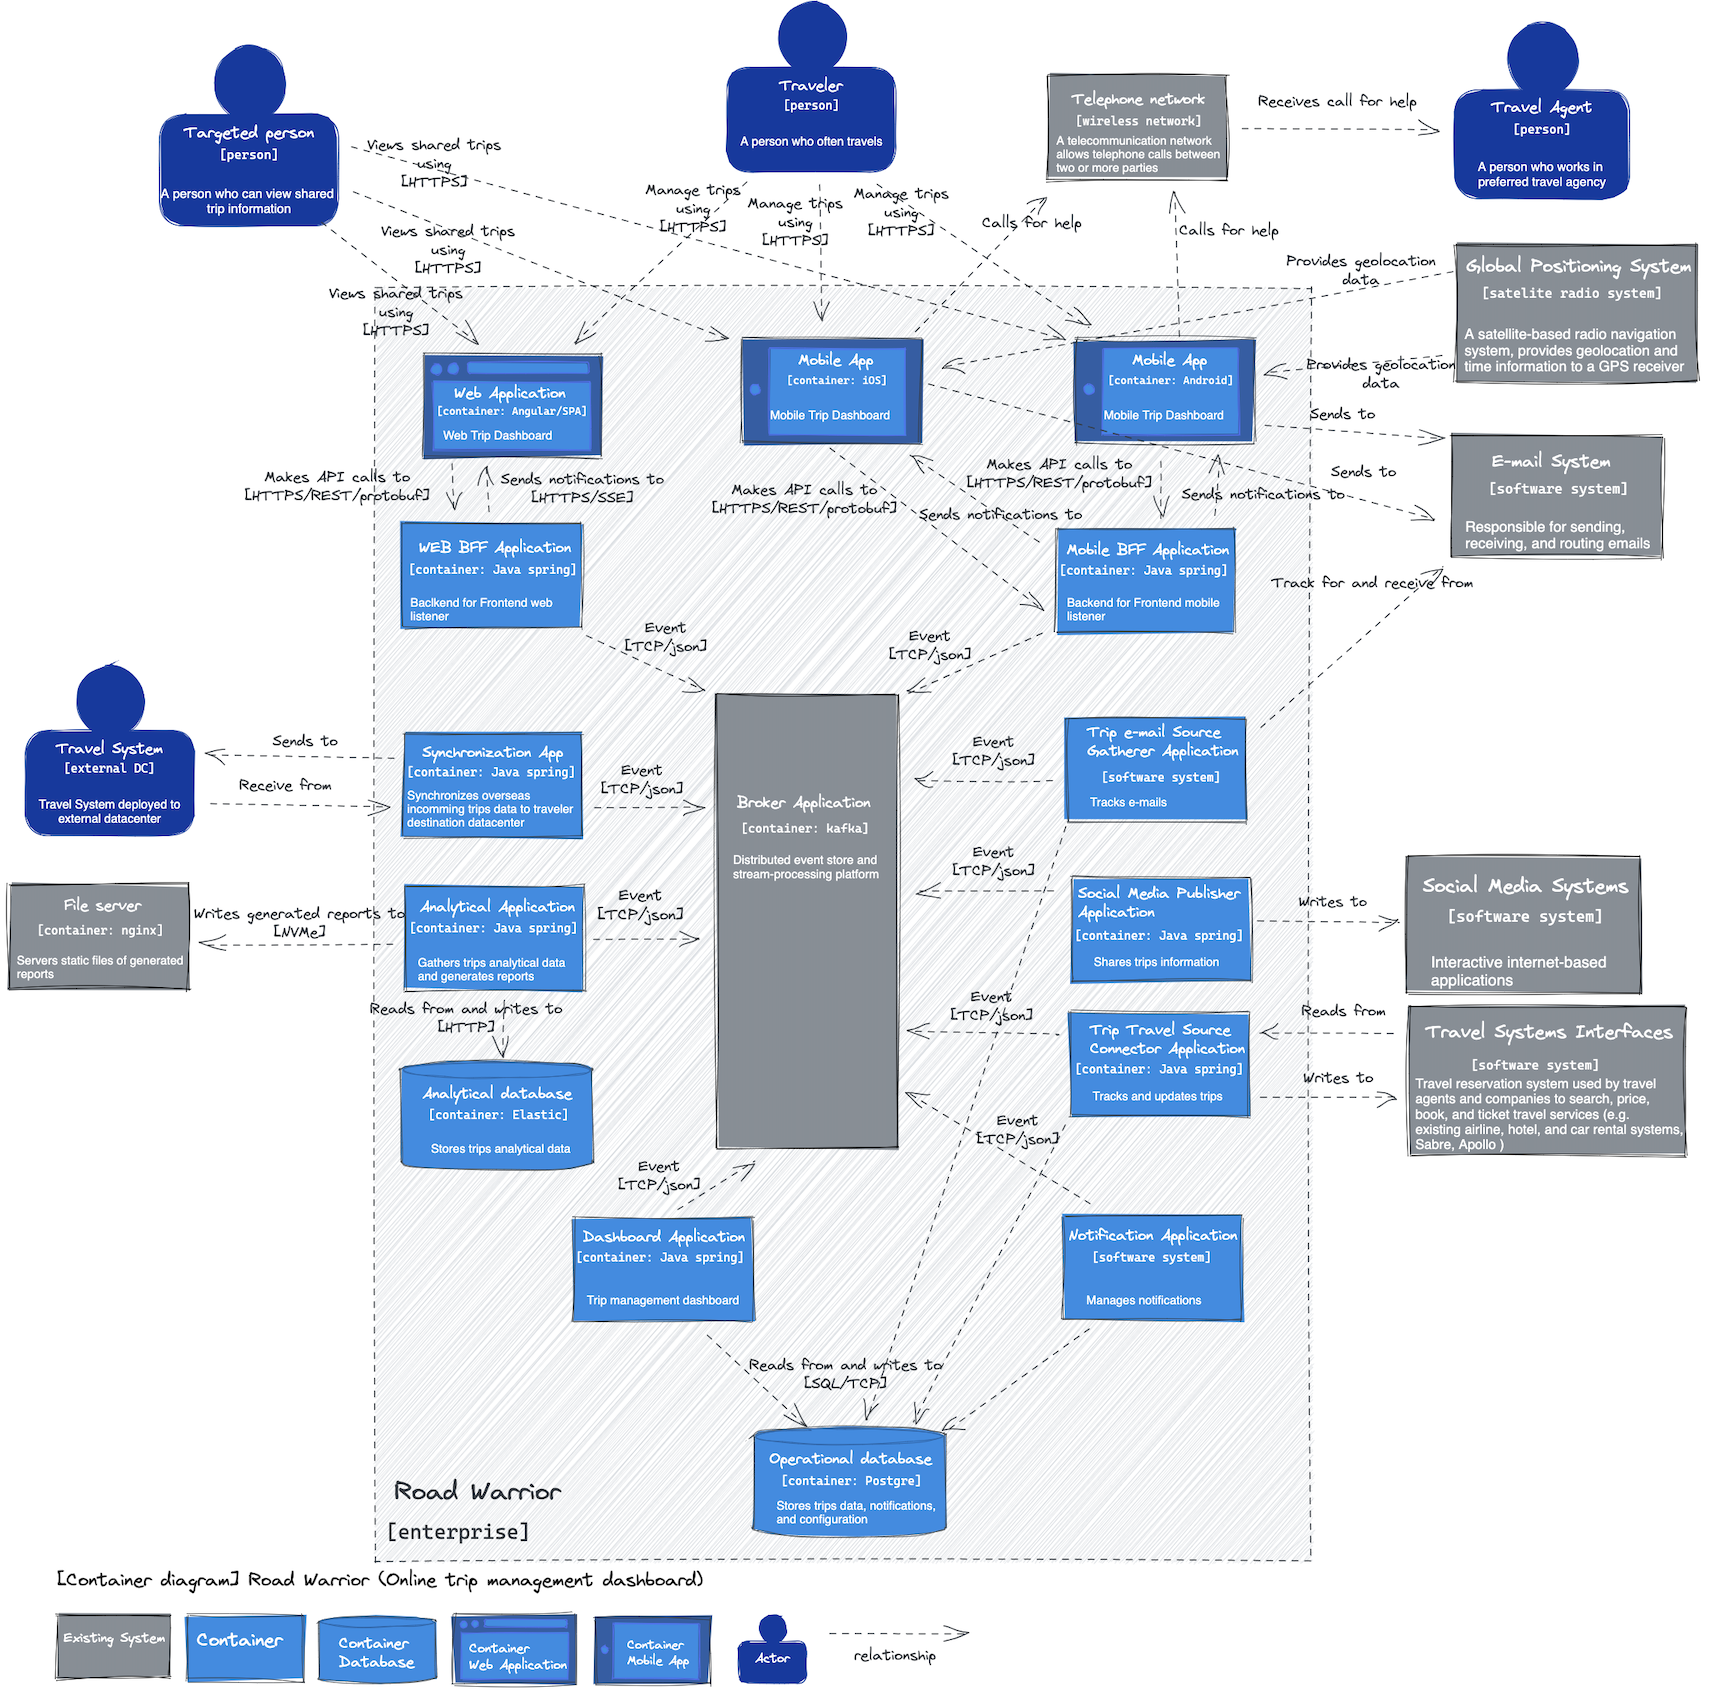 Targeted person
[person]
A person who can view shared
trip information
Traveler
[person]
A person who often travels
Telephone network
[wireless network]
A telecommunication network
allows telephone calls between
two or more parties
Receives call for help
Travel Agent
[person]
A person who works in
preferred travel agency
Views shared trips
using
[HTTPS]
Views shared trips
using
[HTTPS]
Views shared trips
using
[HTTPS]
Manage trips
using
[HTTPS]
Manage trips
using
[HTTPS]
Manage trips
using
[HTTPS]
Calls for help
Calls for help
Provides geolocation
data
Provides geolocation
data
Global Positioning System
[satelite radio system]
A satellite-based radio navigation
system, provides geolocation and
time information to a GPS receiver
Web Application
[container: Angular/SPA]
Web Trip Dashboard
Mobile App
[container: iOS]
Mobile Trip Dashboard
Mobile App
[container: Android]
Mobile Trip Dashboard
Sends to
Sends to
E-mail System
[software system]
Responsible for sending,
receiving, and routing emails
Makes API calls to
[HTTPS/REST/protobuf]
Sends notifications to
[HTTPS/SSE]
Makes API calls to
[HTTPS/REST/protobuf]
Sends notifications to
Makes API calls to
[HTTPS/REST/protobuf]
Sends notifications to
WEB BFF Application
[container: Java spring]
Baclkend for Frontend web
listener
Mobile BFF Application
[container: Java spring]
Backend for Frontend mobile
listener
Track for and receive from
Event
[TCP/json]
Event
[TCP/json]
Travel System
[external DC]
Travel System deployed to
external datacenter
Sends to
Receive from
Synchronization App
[container: Java spring]
Synchronizes overseas
incomming trips data to traveler
destination datacenter
Event
[TCP/json]
Broker Application
[container: kafka]
Distributed event store and
stream-processing platform
Event
[TCP/json]
Trip e-mail Source
Gatherer Application
[software system]
Tracks e-mails
File server
[container: nginx]
Servers static files of generated
reports
Writes generated reports to
[NVMe]
Analytical Application
[container: Java spring]
Gathers trips analytical data
and generates reports
Event
[TCP/json]
Event
[TCP/json]
Social Media Publisher
Application
[container: Java spring]
Shares trips information
Writes to
Social Media Systems
[software system]
Interactive internet-based
applications
Reads from and writes to
[HTTP]
Analytical database
[container: Elastic]
Stores trips analytical data
Event
[TCP/json]
Trip Travel Source
Connector Application
[container: Java spring]
Tracks and updates trips
Reads from
Writes to
Travel Systems Interfaces
[software system]
Travel reservation system used by travel
agents and companies to search, price,
book, and ticket travel services (e.g.
existing airline, hotel, and car rental systems,
Sabre, Apollo )
Event
[TCP/json]
Event
[TCP/json]
Dashboard Application
[container: Java spring]
Trip management dashboard
Notification Application
[software system]
Manages notifications
Reads from and writes to
[SQL/TCP]
Operational database
[container: Postgre]
Stores trips data, notifications,
and configuration
Road Warrior
[enterprise]
[Container diagram] Road Warrior (Online trip management dashboard)
Existing System
Container
Container
Database
Container
Web Application
Container
Mobile App
Actor
relationship